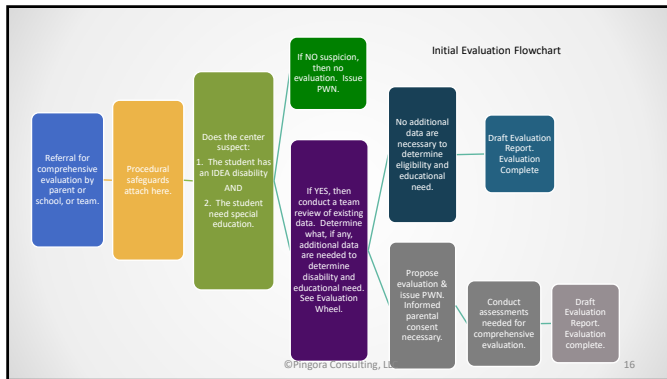 Initial Evaluation Flowchart
Referral for
comprehensive
evaluation by
parent or
school, or team.
Procedural
safeguards
attach here.
Does the center
suspect:
1. The student has
an IDEA disability
AND
2. The student
need special
education.
If NO suspicion,
then no
evaluation. Issue
PWN.
If YES, then
conduct a team
review of existing
data. Determine
what, if any,
additional data
are needed to
determine
disability and
educational need.
See Evaluation
Wheel.
No additional
data are
necessary to
determine
eligibility and
educational
need.
Draft Evaluation
Report.
Evaluation
Complete
Propose
evaluation &
issue PWN.
Informed
parental
consent
necessary.
Conduct
assessments
needed for
comprehensive
evaluation.
Draft
Evaluation
Report.
Evaluation
complete.
©Pingora Consulting,
16